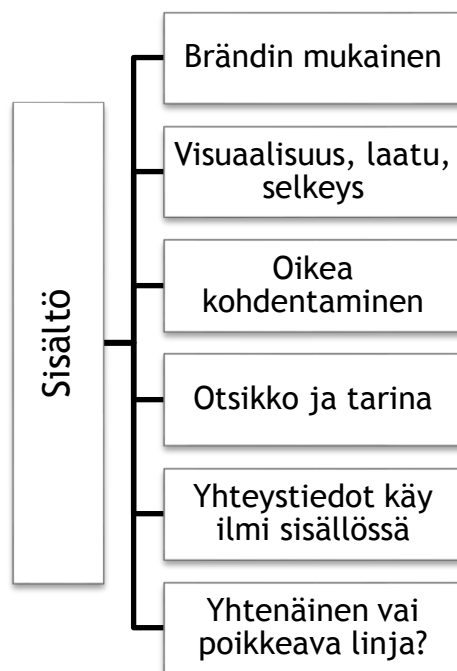 Sisältö
Brändin mukainen
Visuaalisuus, laatu,
selkeys
Oikea
kohdentaminen
Otsikko ja tarina
Yhteystiedot käy
ilmi sisällössä
Yhtenäinen vai
poikkeava linja?